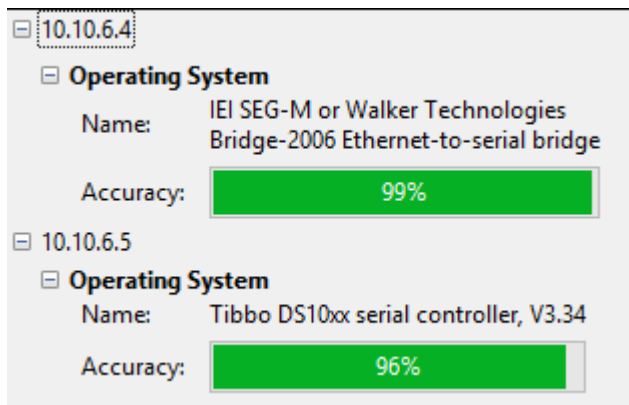 10.10.6.4
Operating System
Name: IEI SEG-M or Walker Technologies
Bridge-2006 Ethernet-to-serial bridge
Accuracy: 99%
10.10.6.5
Operating System
Name: Tibbo DS10xx serial controller, V3.34
Accuracy: 96%